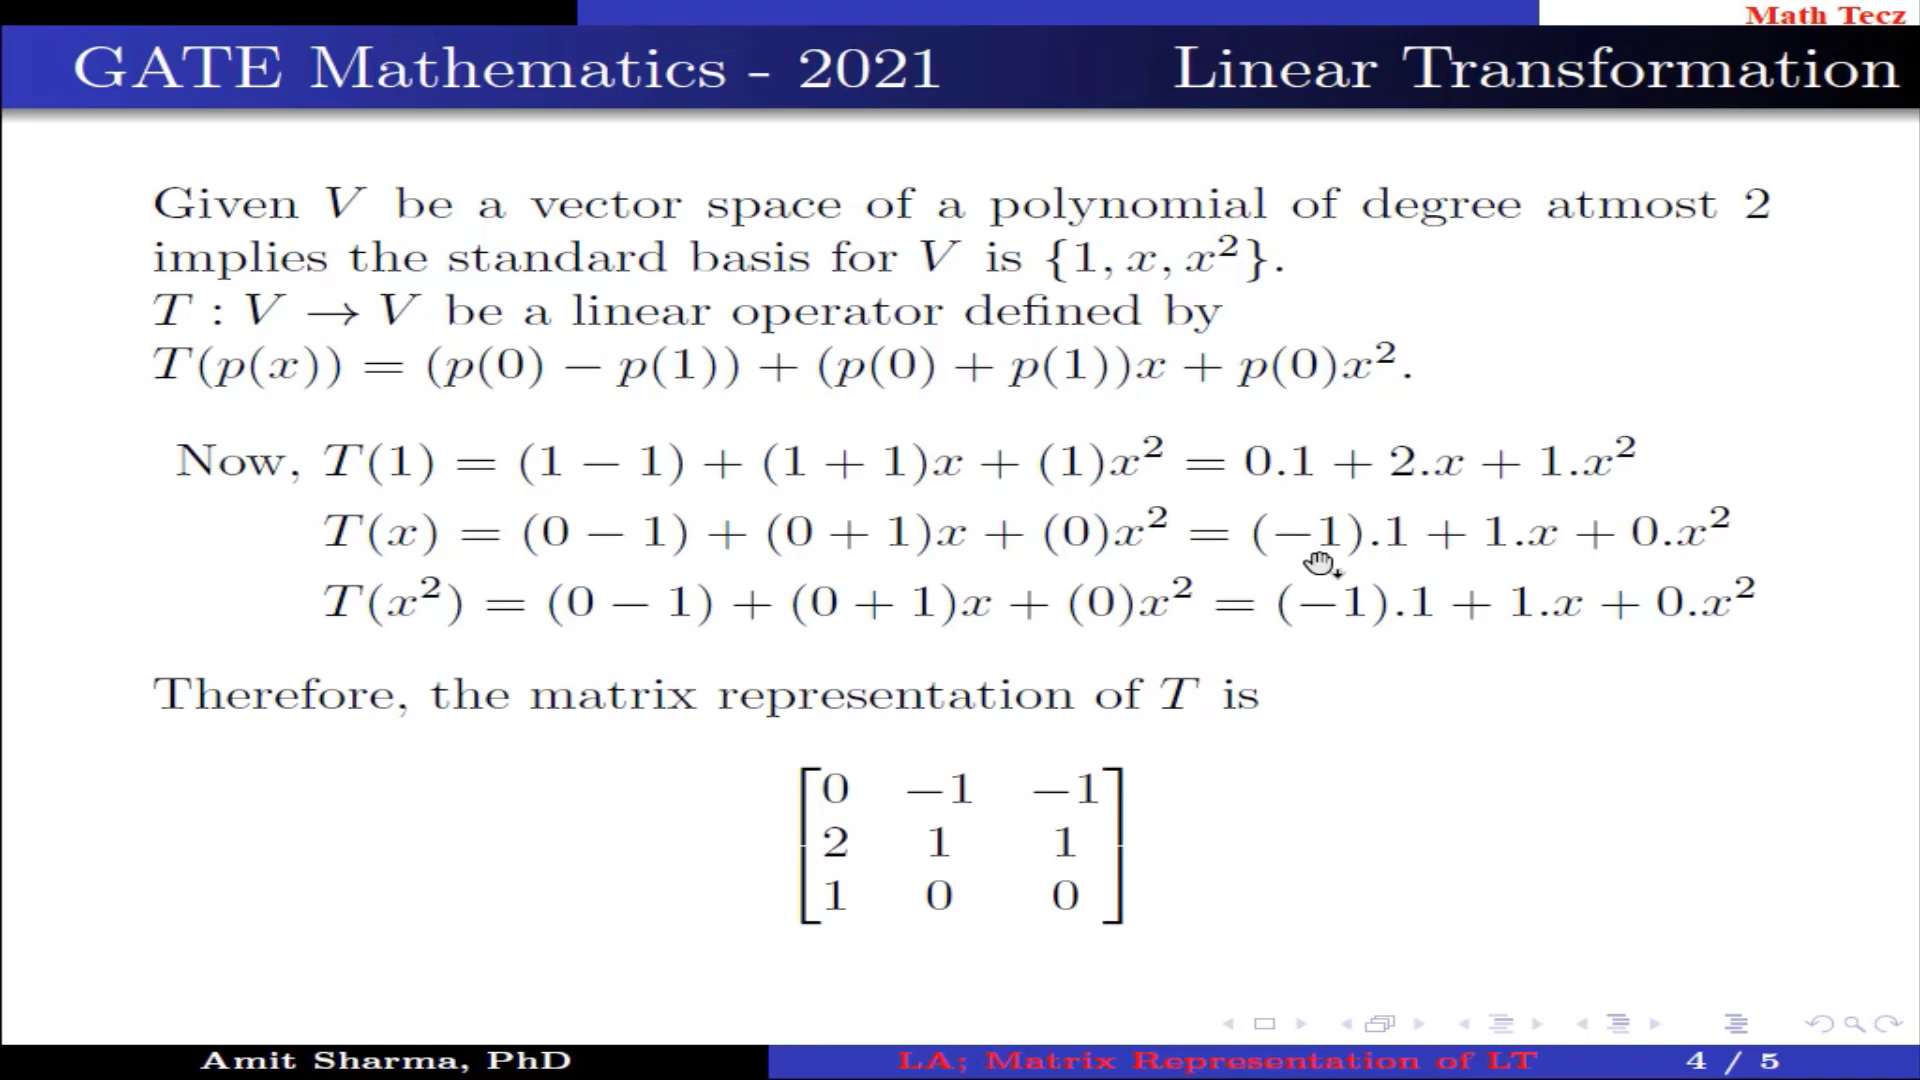 Math Tecz
GATE Mathematics - 2021 Linear Transformation
Given V be a vector space of a polynomial of degree atmost 2
implies the standard basis for V is {1, x, x²}.
T : V → V be a linear operator defined by
T(p(x)) = (p(0) − p(1)) + (p(0) + p(1))x + p(0)x².
Now, T(1) = (1 − 1) + (1 + 1)x + (1)x² = 0.1 + 2.x + 1.x²
T(x) = (0 − 1) + (0 + 1)x + (0)x² = (−1).1 + 1.x + 0.x²
T(x²) = (0 − 1) + (0 + 1)x + (0)x² = (−1).1 + 1.x + 0.x²
Therefore, the matrix representation of T is
0 −1 −1
2 1 1
1 0 0
Amit Sharma, PhD LA; Matrix Representation of LT 4 / 5